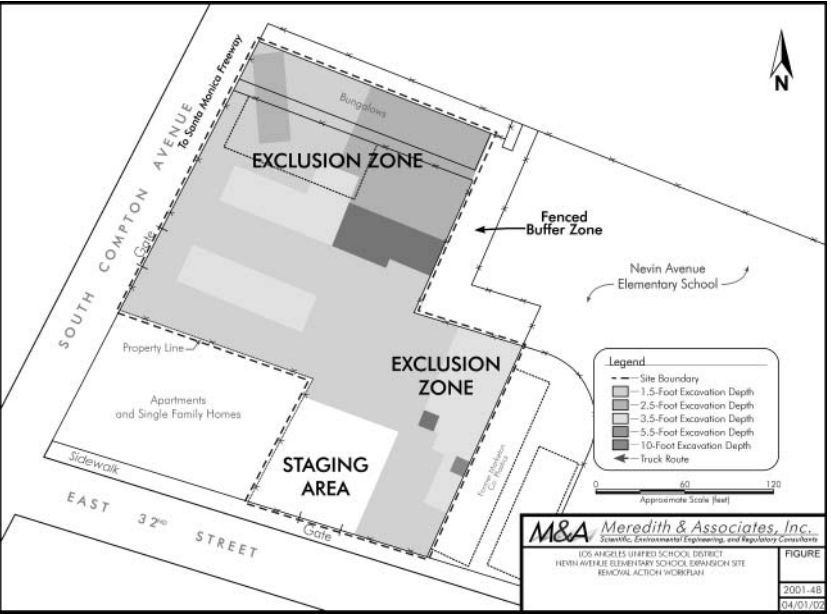 N
To Santa Monica Freeway
SOUTH COMPTON AVENUE
Bungalows
EXCLUSION ZONE
Gate
Fenced
Buffer Zone
Nevin Avenue
Elementary School
Property Line
EXCLUSION
ZONE
Apartments
and Single Family Homes
Legend
Site Boundary
1.5-Foot Excavation Depth
2.5-Foot Excavation Depth
3.5-Foot Excavation Depth
5.5-Foot Excavation Depth
10-Foot Excavation Depth
Truck Route
STAGING
AREA
Sidewalk
0 60 120
Approximate Scale (feet)
EAST 32ND STREET
Gate
M&A Meredith & Associates, Inc.
Scientific, Environmental Engineering, and Regulatory Consultants
LOS ANGELES UNIFIED SCHOOL DISTRICT
NEVIN AVENUE ELEMENTARY SCHOOL EXPANSION SITE
REMOVAL ACTION WORKPLAN
FIGURE
2001-48
04/01/02